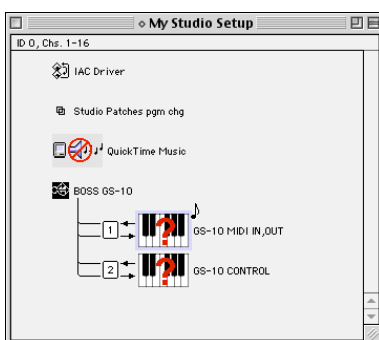 My Studio Setup
ID 0, Chs. 1-16
IAC Driver
Studio Patches pgm chg
QuickTime Music
BOSS GS-10
1
GS-10 MIDI IN,OUT
2
GS-10 CONTROL